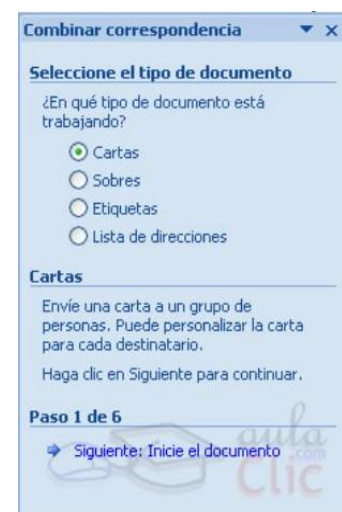 Combinar correspondencia
Seleccione el tipo de documento
¿En qué tipo de documento está
trabajando?
Cartas
Sobres
Etiquetas
Lista de direcciones
Cartas
Envíe una carta a un grupo de
personas. Puede personalizar la carta
para cada destinatario.
Haga clic en Siguiente para continuar.
Paso 1 de 6
Siguiente: Inicie el documento
aula
Clic
.com